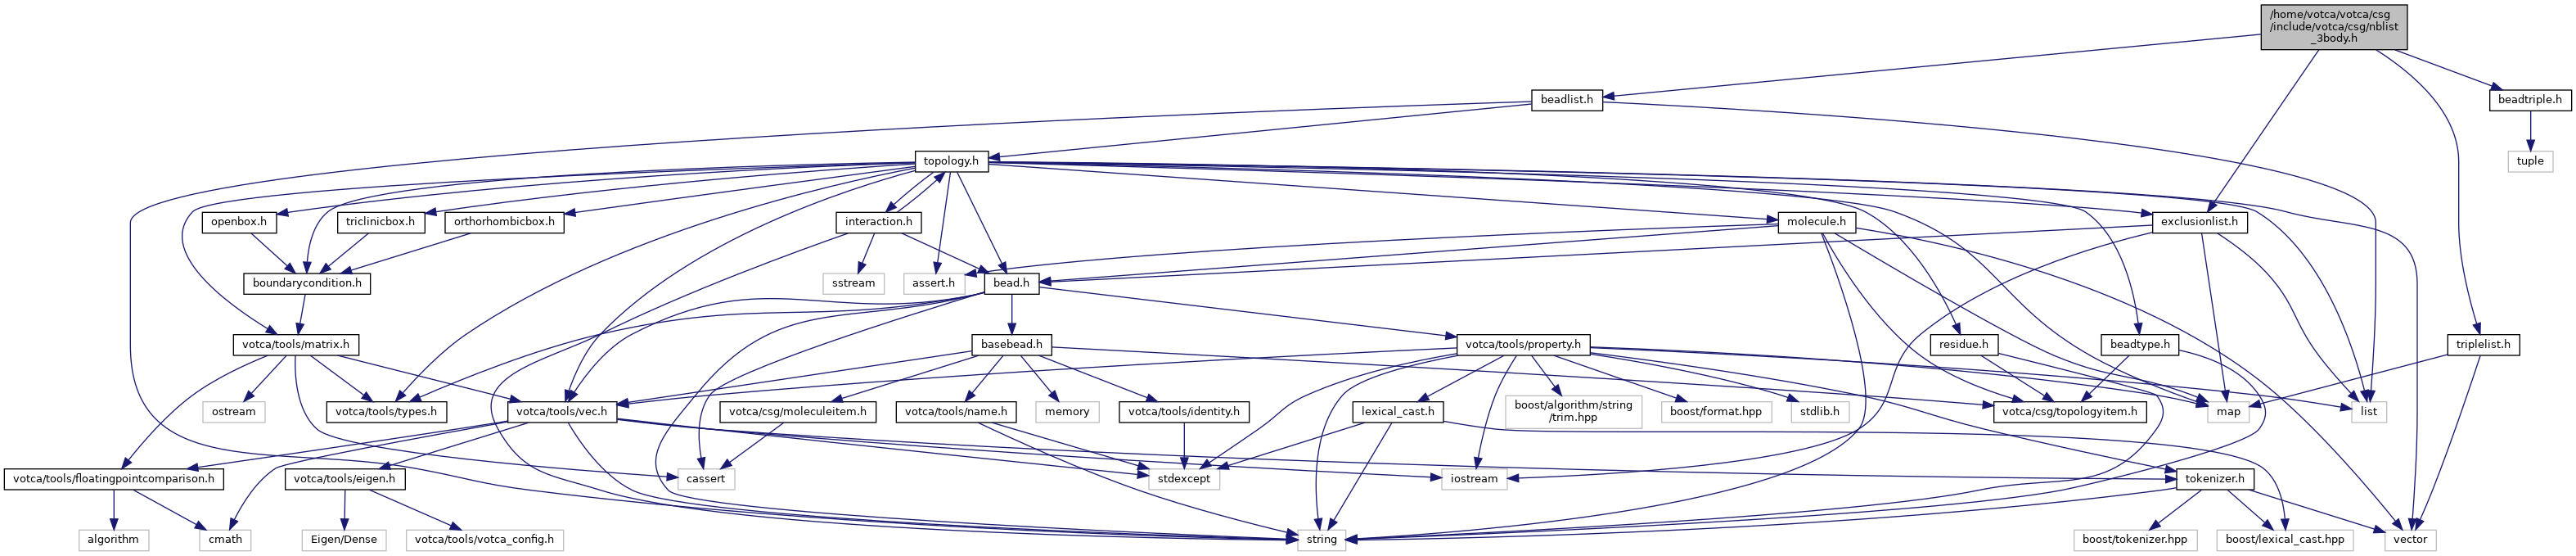 /home/votca/votca/csg
/include/votca/csg/nblist
_3body.h
beadlist.h
beadtriple.h
topology.h
tuple
openbox.h
triclinicbox.h
orthorhombicbox.h
interaction.h
molecule.h
exclusionlist.h
boundarycondition.h
sstream
assert.h
bead.h
votca/tools/matrix.h
basebead.h
votca/tools/property.h
residue.h
beadtype.h
triplelist.h
ostream
votca/tools/types.h
votca/tools/vec.h
votca/csg/moleculeitem.h
votca/tools/name.h
memory
votca/tools/identity.h
lexical_cast.h
boost/algorithm/string
/trim.hpp
boost/format.hpp
stdlib.h
votca/csg/topologyitem.h
map
list
votca/tools/floatingpointcomparison.h
votca/tools/eigen.h
cassert
stdexcept
iostream
tokenizer.h
algorithm
cmath
Eigen/Dense
votca/tools/votca_config.h
string
boost/tokenizer.hpp
boost/lexical_cast.hpp
vector